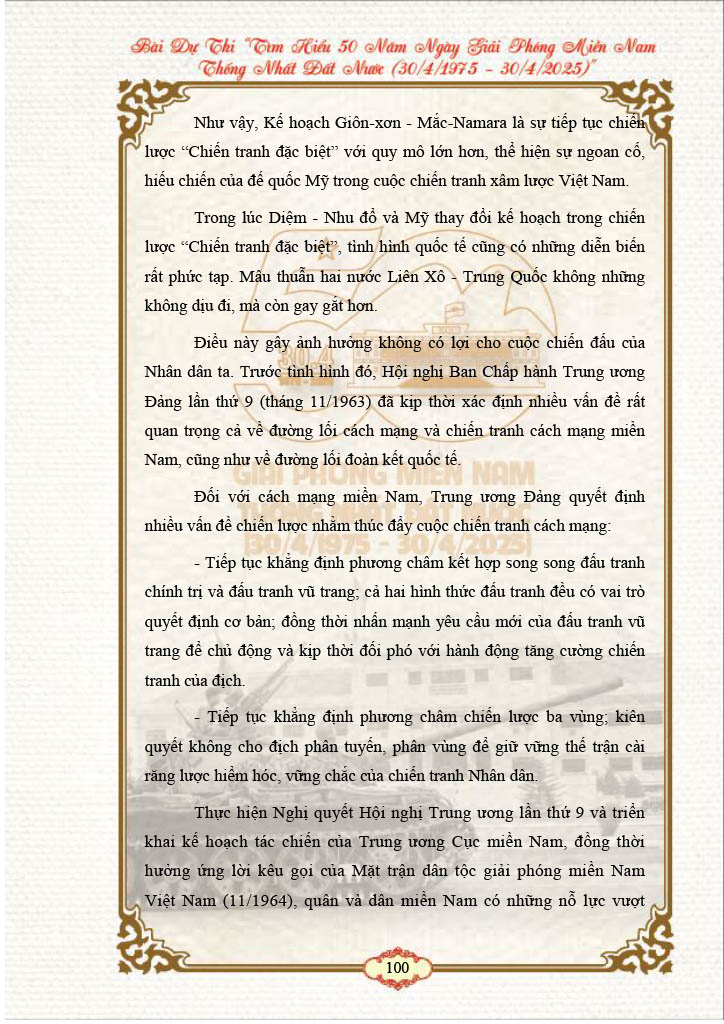 Bài Dự Thi “Tìm Hiểu 50 Năm Ngày Giải Phóng Miền Nam
Thống Nhất Đất Nước (30/4/1975 – 30/4/2025)”
Như vậy, Kế hoạch Giôn-xơn - Mắc-Namara là sự tiếp tục chiến
lược “Chiến tranh đặc biệt” với quy mô lớn hơn, thể hiện sự ngoan cố,
hiếu chiến của đế quốc Mỹ trong cuộc chiến tranh xâm lược Việt Nam.
Trong lúc Diệm - Nhu đổ và Mỹ thay đổi kế hoạch trong chiến
lược “Chiến tranh đặc biệt”, tình hình quốc tế cũng có những diễn biến
rất phức tạp. Mâu thuẫn hai nước Liên Xô - Trung Quốc không những
không dịu đi, mà còn gay gắt hơn.
Điều này gây ảnh hưởng không có lợi cho cuộc chiến đấu của
Nhân dân ta. Trước tình hình đó, Hội nghị Ban Chấp hành Trung ương
Đảng lần thứ 9 (tháng 11/1963) đã kịp thời xác định nhiều vấn đề rất
quan trọng cả về đường lối cách mạng và chiến tranh cách mạng miền
Nam, cũng như về đường lối đoàn kết quốc tế.
Đối với cách mạng miền Nam, Trung ương Đảng quyết định
nhiều vấn đề chiến lược nhằm thúc đẩy cuộc chiến tranh cách mạng:
- Tiếp tục khẳng định phương châm kết hợp song song đấu tranh
chính trị và đấu tranh vũ trang; cả hai hình thức đấu tranh đều có vai trò
quyết định cơ bản; đồng thời nhấn mạnh yêu cầu mới của đấu tranh vũ
trang để chủ động và kịp thời đối phó với hành động tăng cường chiến
tranh của địch.
- Tiếp tục khẳng định phương châm chiến lược ba vùng; kiên
quyết không cho địch phân tuyến, phân vùng để giữ vững thế trận cài
răng lược hiểm hóc, vững chắc của chiến tranh Nhân dân.
Thực hiện Nghị quyết Hội nghị Trung ương lần thứ 9 và triển
khai kế hoạch tác chiến của Trung ương Cục miền Nam, đồng thời
hưởng ứng lời kêu gọi của Mặt trận dân tộc giải phóng miền Nam
Việt Nam (11/1964), quân và dân miền Nam có những nỗ lực vượt
50
30.4
GIẢI PHÓNG MIỀN NAM
THỐNG NHẤT ĐẤT NƯỚC
(30/4/1975 - 30/4/2025)
100